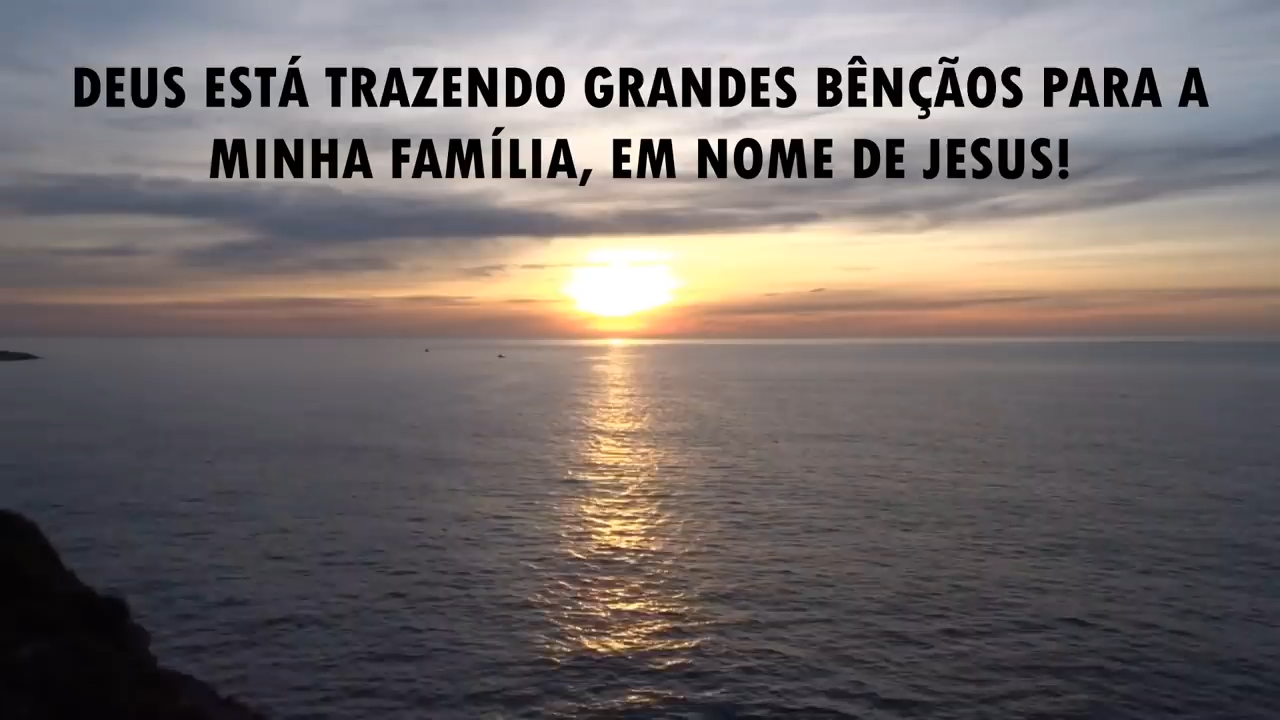 DEUS ESTÁ TRAZENDO GRANDES BÊNÇÃOS PARA A
MINHA FAMÍLIA, EM NOME DE JESUS!